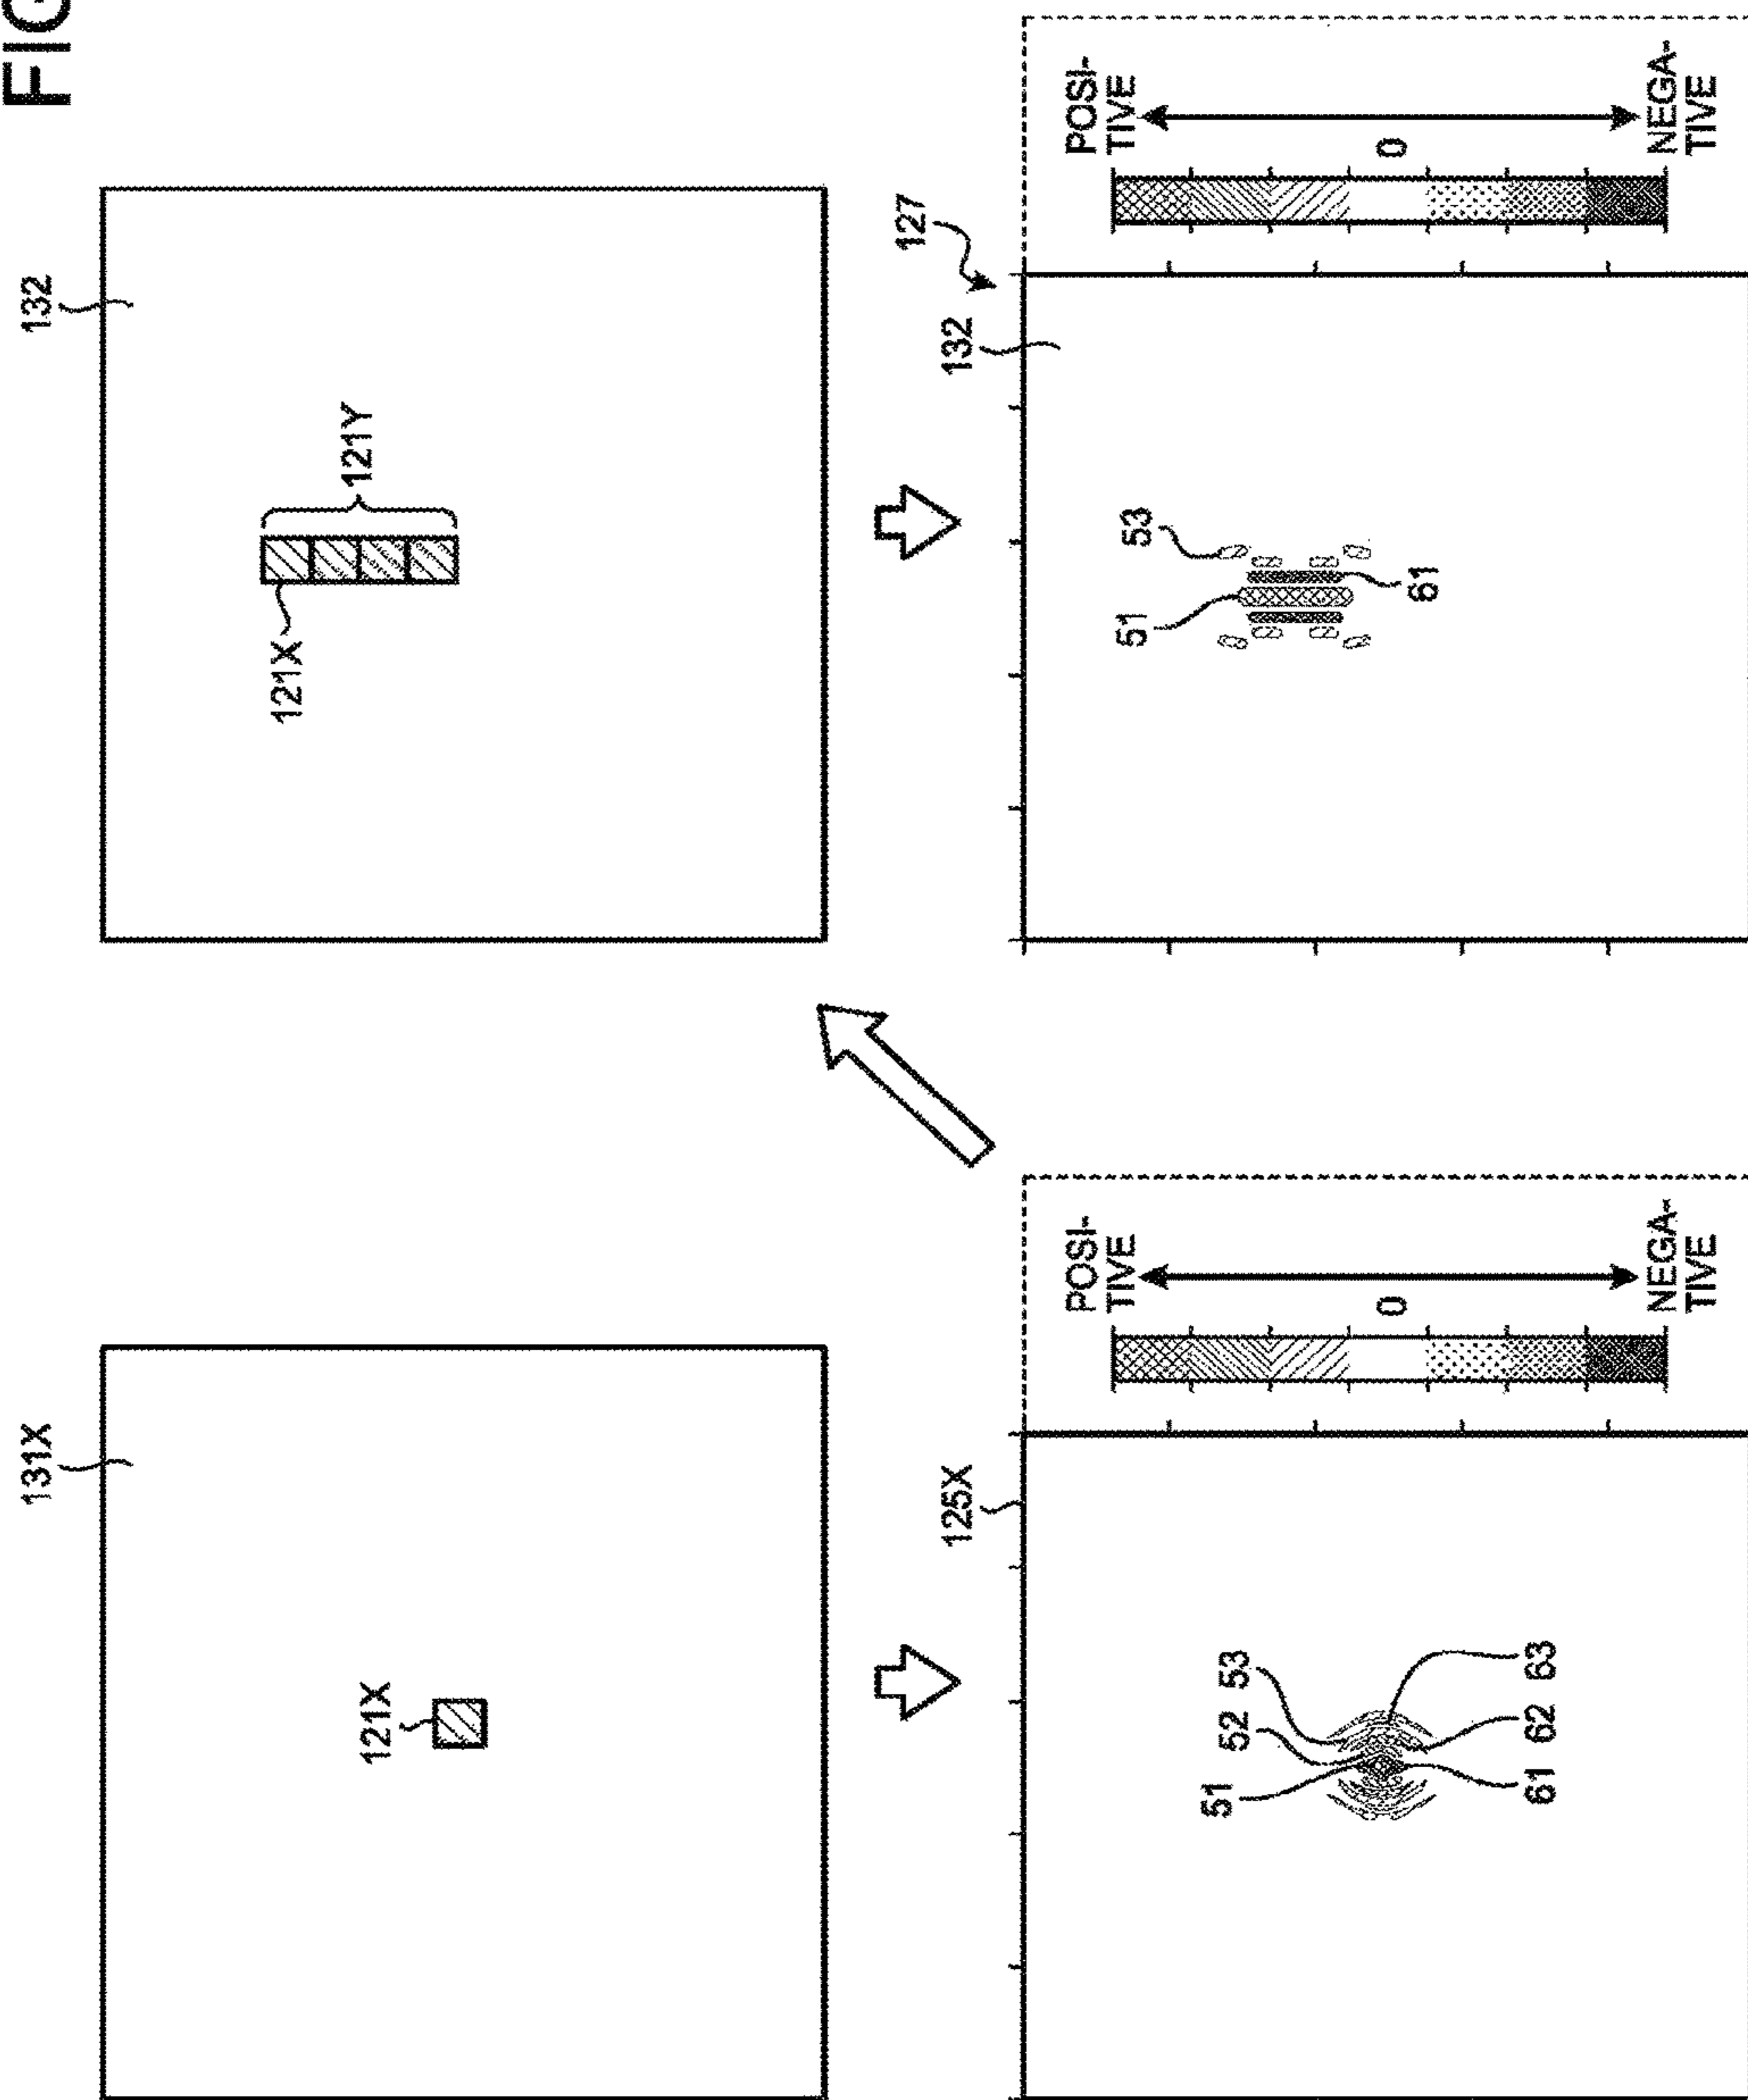 FIG
131X
132
121X
121X
121Y
125X
132
127
POSI-
TIVE
0
NEGA-
TIVE
51
52
53
61
62
63
POSI-
TIVE
0
NEGA-
TIVE
51
53
61